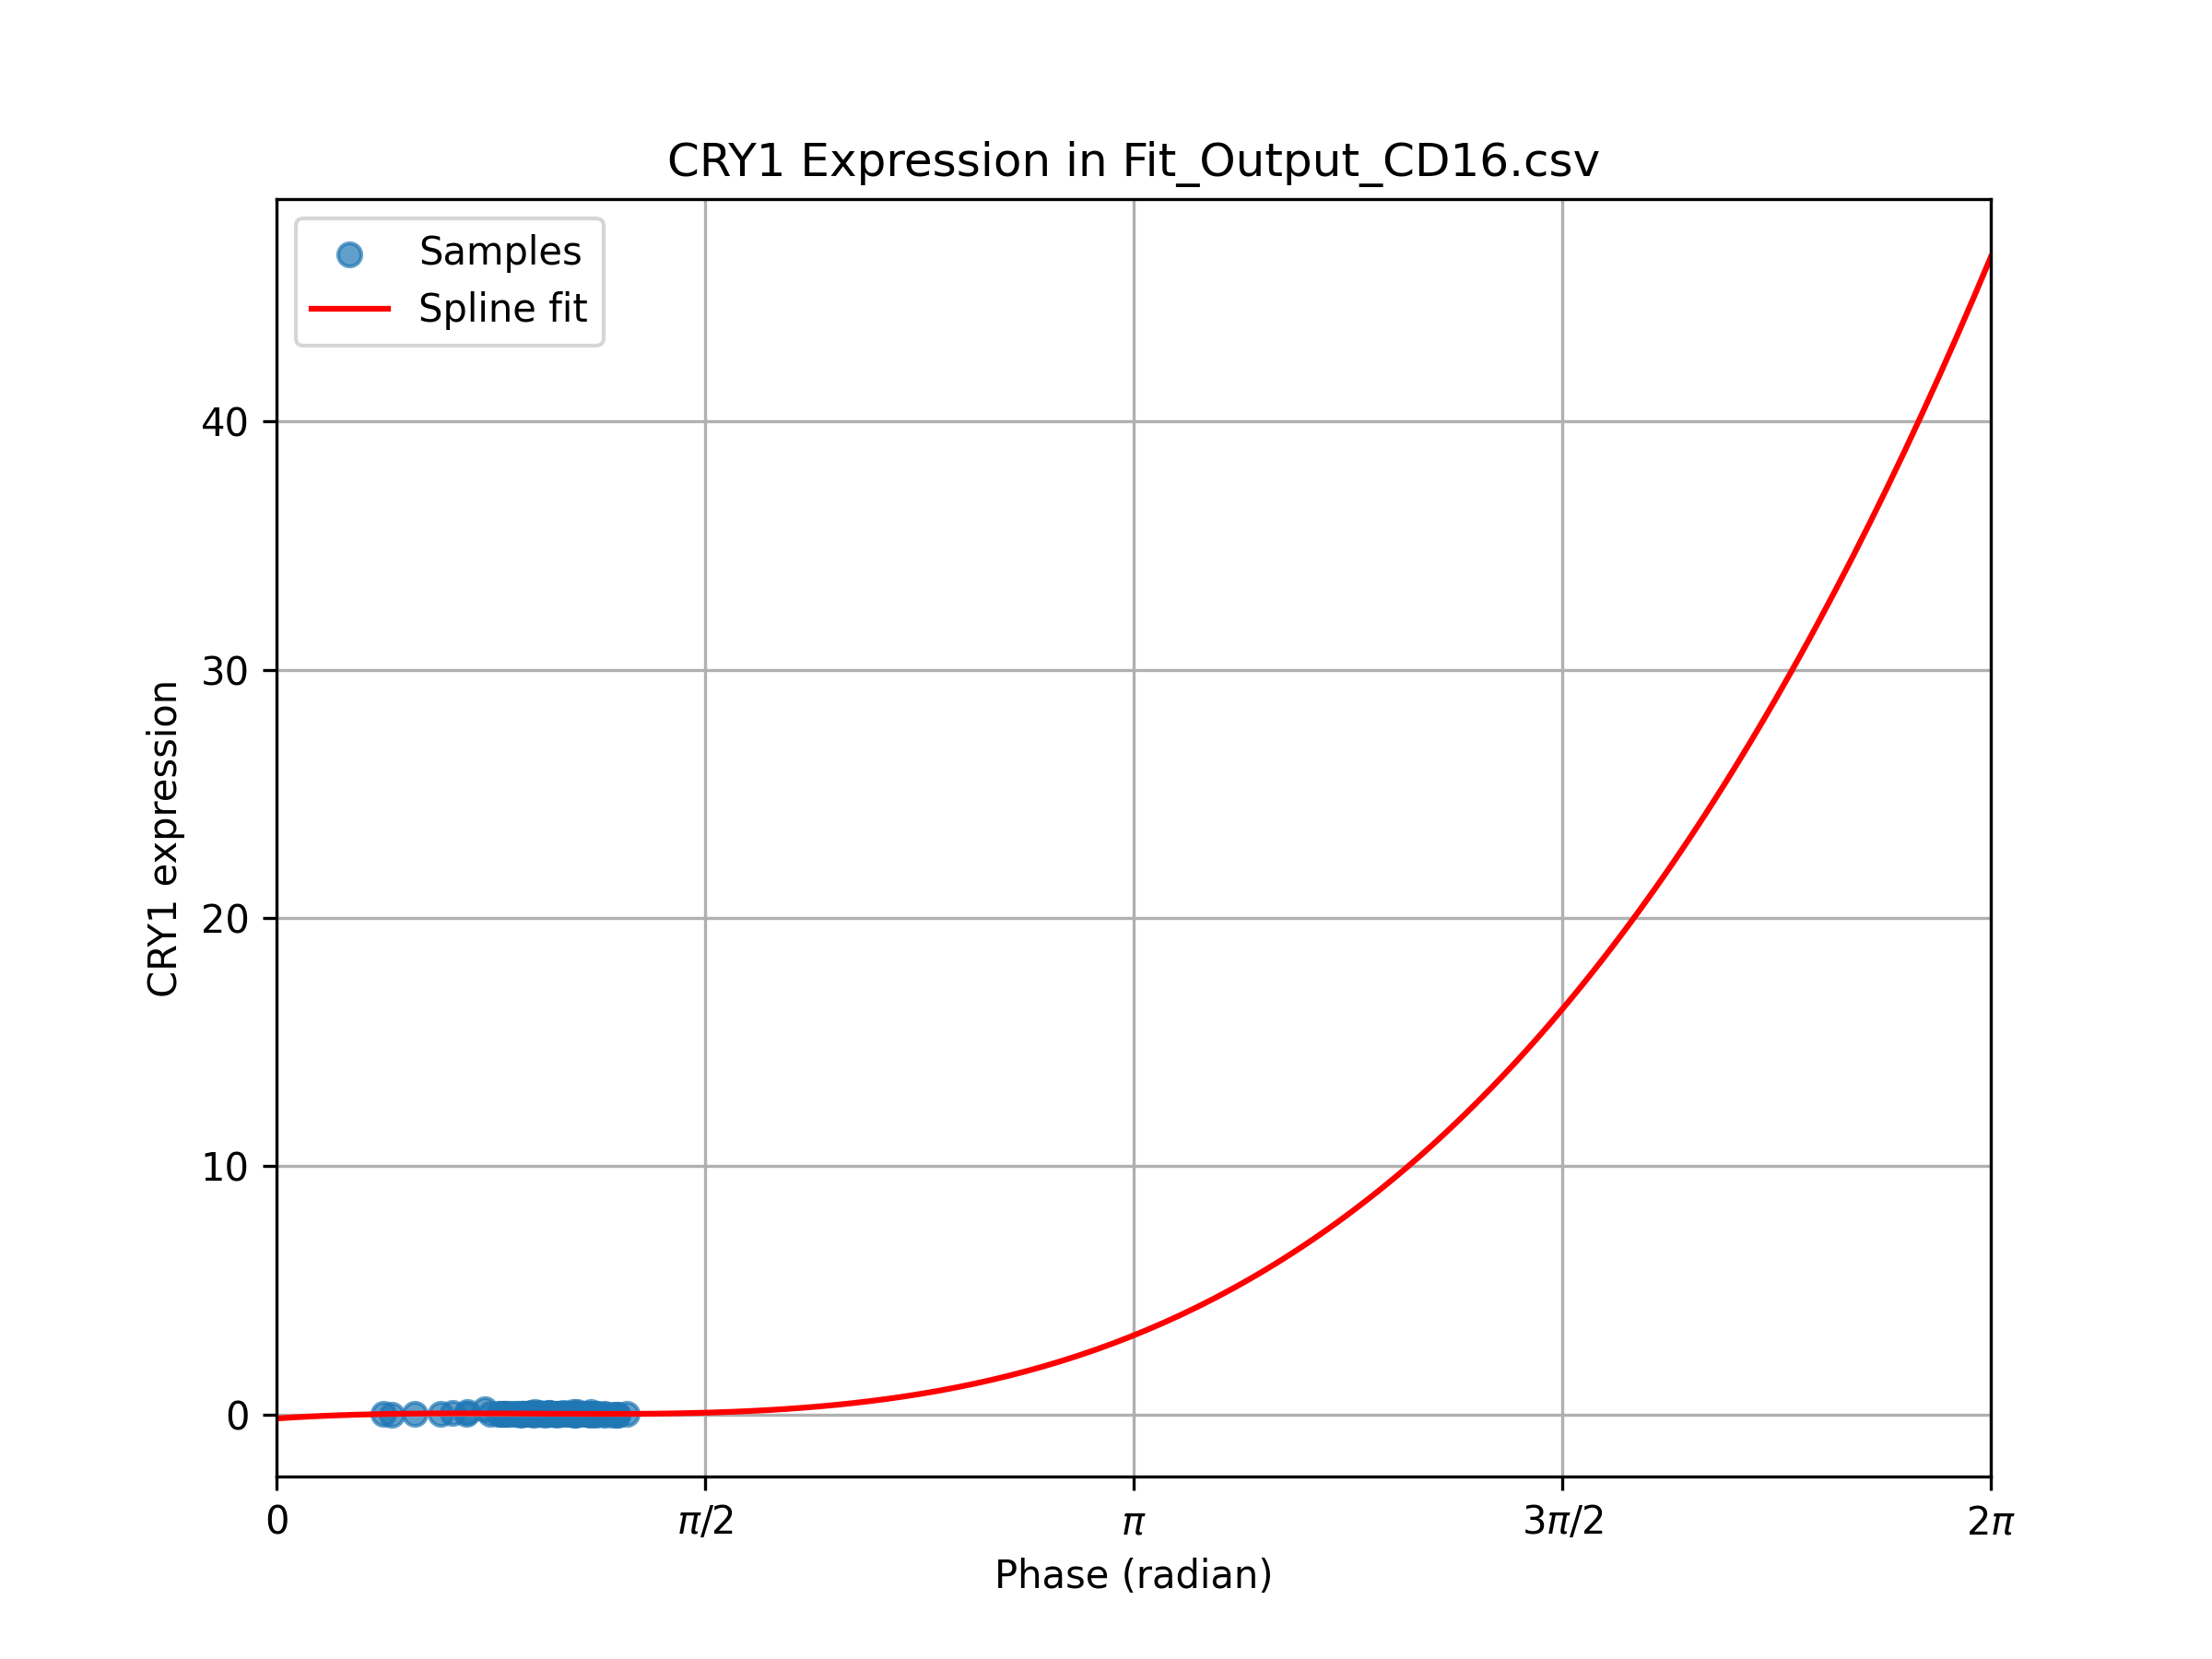 CRY1 Expression in Fit_Output_CD16.csv
Samples
Spline fit
40
30
20
10
0
CRY1 expression
0
π/2
π
3π/2
2π
Phase (radian)